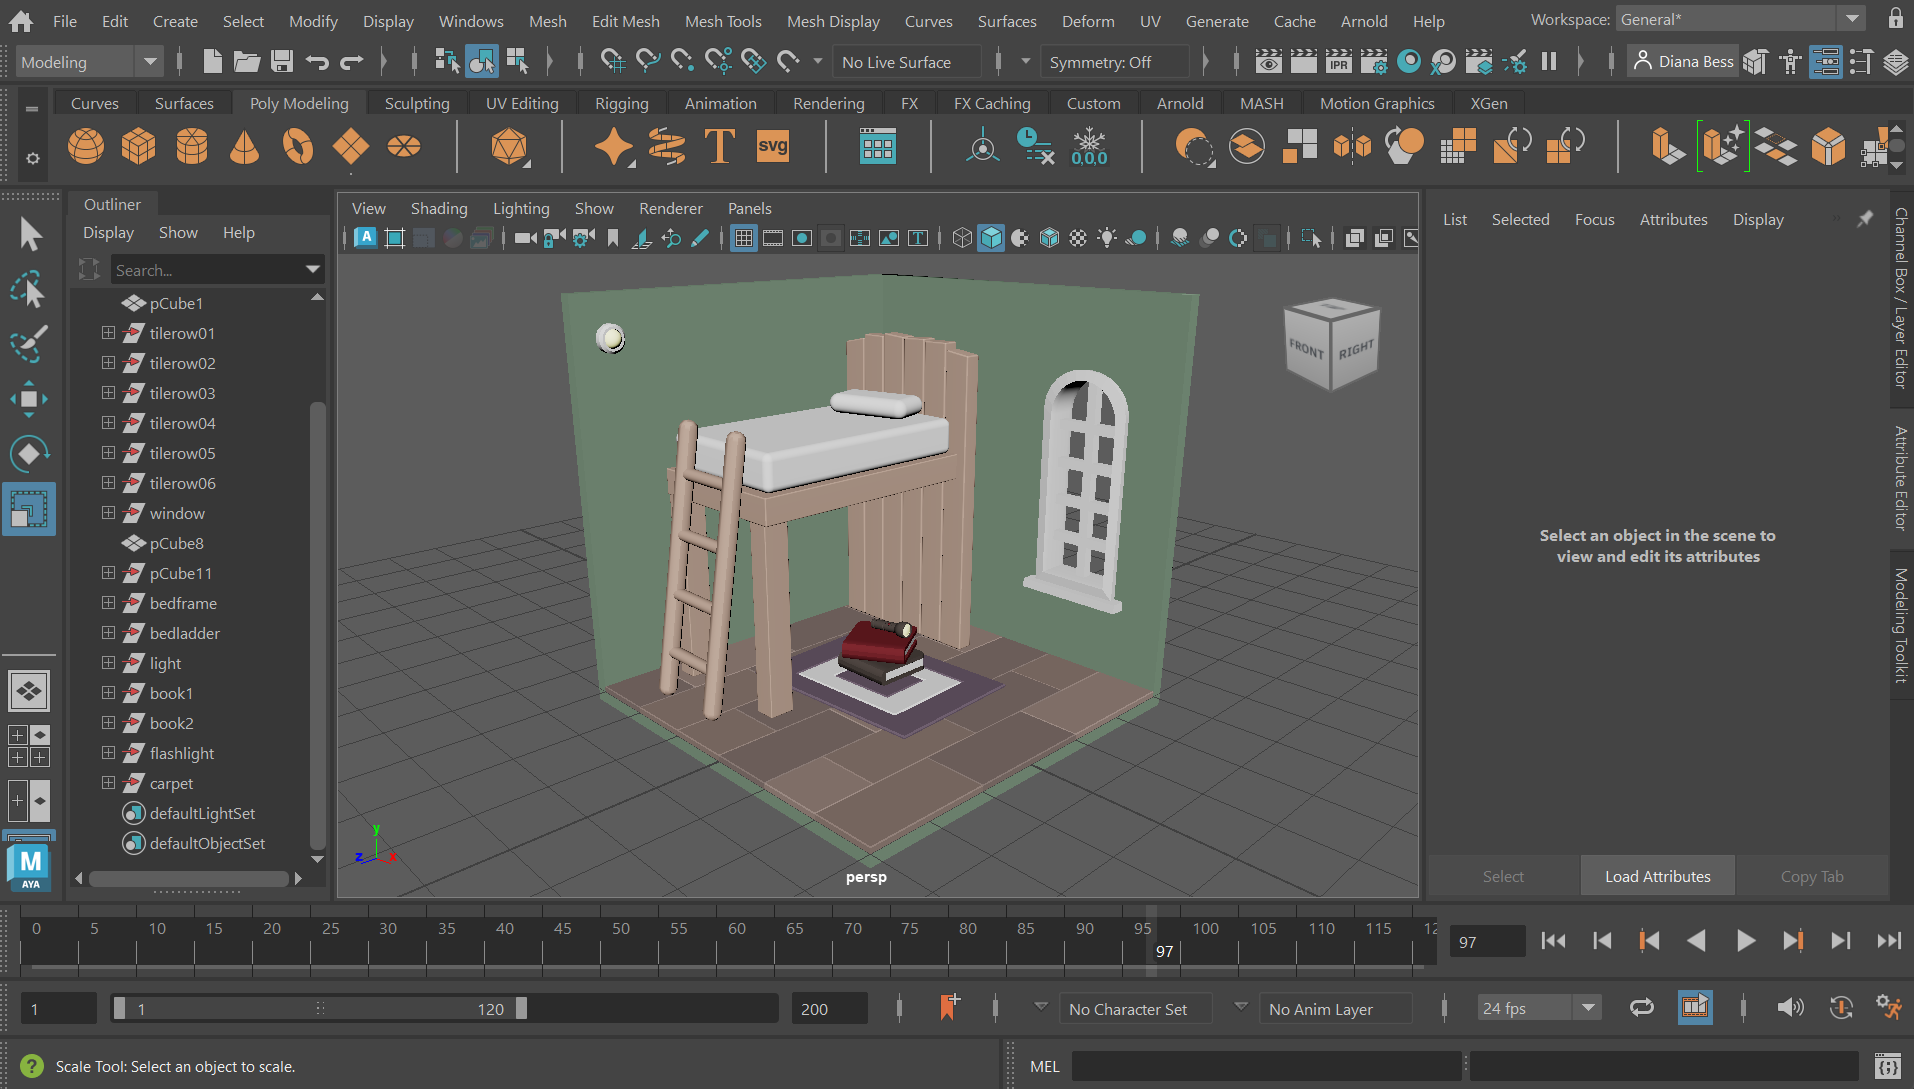 File Edit Create Select Modify Display Windows Mesh Edit Mesh Mesh Tools Mesh Display Curves Surfaces Deform UV Generate Cache Arnold Help Workspace: General*
Modeling No Live Surface Symmetry: Off IPR Diana Bess
Curves Surfaces Poly Modeling Sculpting UV Editing Rigging Animation Rendering FX FX Caching Custom Arnold MASH Motion Graphics XGen
T svg 0,0,0
Outliner
Display Show Help
Search...
pCube1
tilerow01
tilerow02
tilerow03
tilerow04
tilerow05
tilerow06
window
pCube8
pCube11
bedframe
bedladder
light
book1
book2
flashlight
carpet
defaultLightSet
defaultObjectSet
M
AYA
View Shading Lighting Show Renderer Panels
A T
FRONT RIGHT
y
z x
persp
List Selected Focus Attributes Display
Select an object in the scene to
view and edit its attributes
Select Load Attributes Copy Tab
Channel Box / Layer Editor
Attribute Editor
Modeling Toolkit
0 5 10 15 20 25 30 35 40 45 50 55 60 65 70 75 80 85 90 95 100 105 110 115 12
97 97
1 1 120 200 No Character Set No Anim Layer 24 fps
? Scale Tool: Select an object to scale. MEL